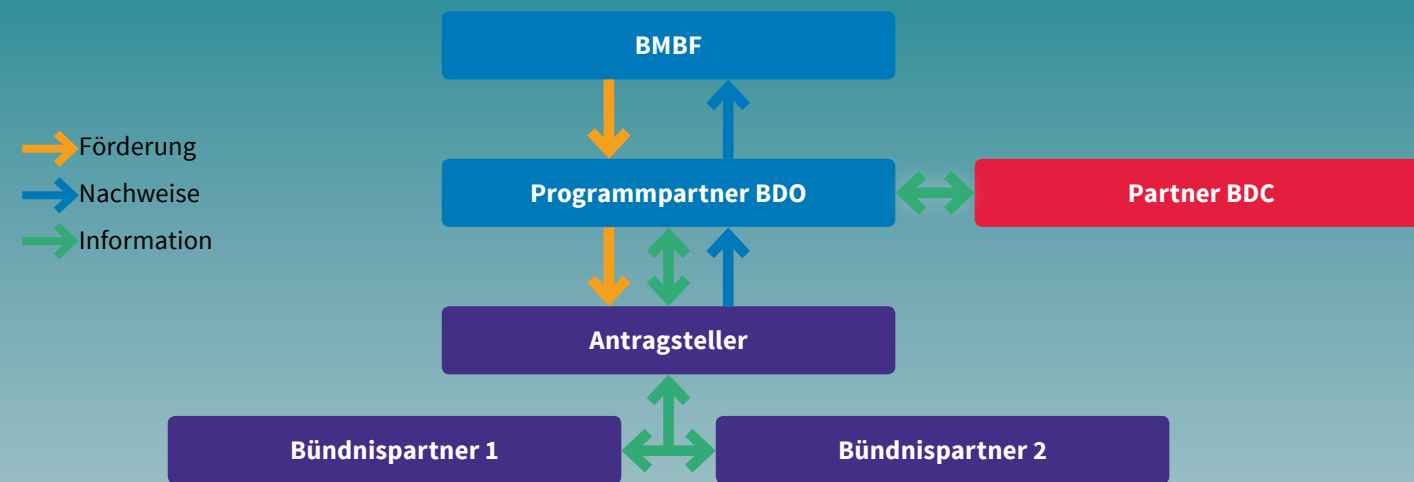 BMBF
Förderung
Nachweise
Information
Programmpartner BDO
Partner BDC
Antragsteller
Bündnispartner 1
Bündnispartner 2